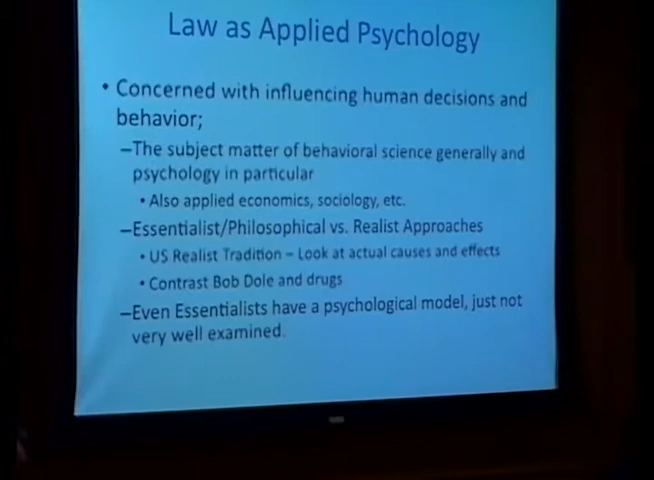 Law as Applied Psychology
• Concerned with influencing human decisions and
behavior;
–The subject matter of behavioral science generally and
psychology in particular
• Also applied economics, sociology, etc.
–Essentialist/Philosophical vs. Realist Approaches
• US Realist Tradition – Look at actual causes and effects
• Contrast Bob Dole and drugs
–Even Essentialists have a psychological model, just not
very well examined.